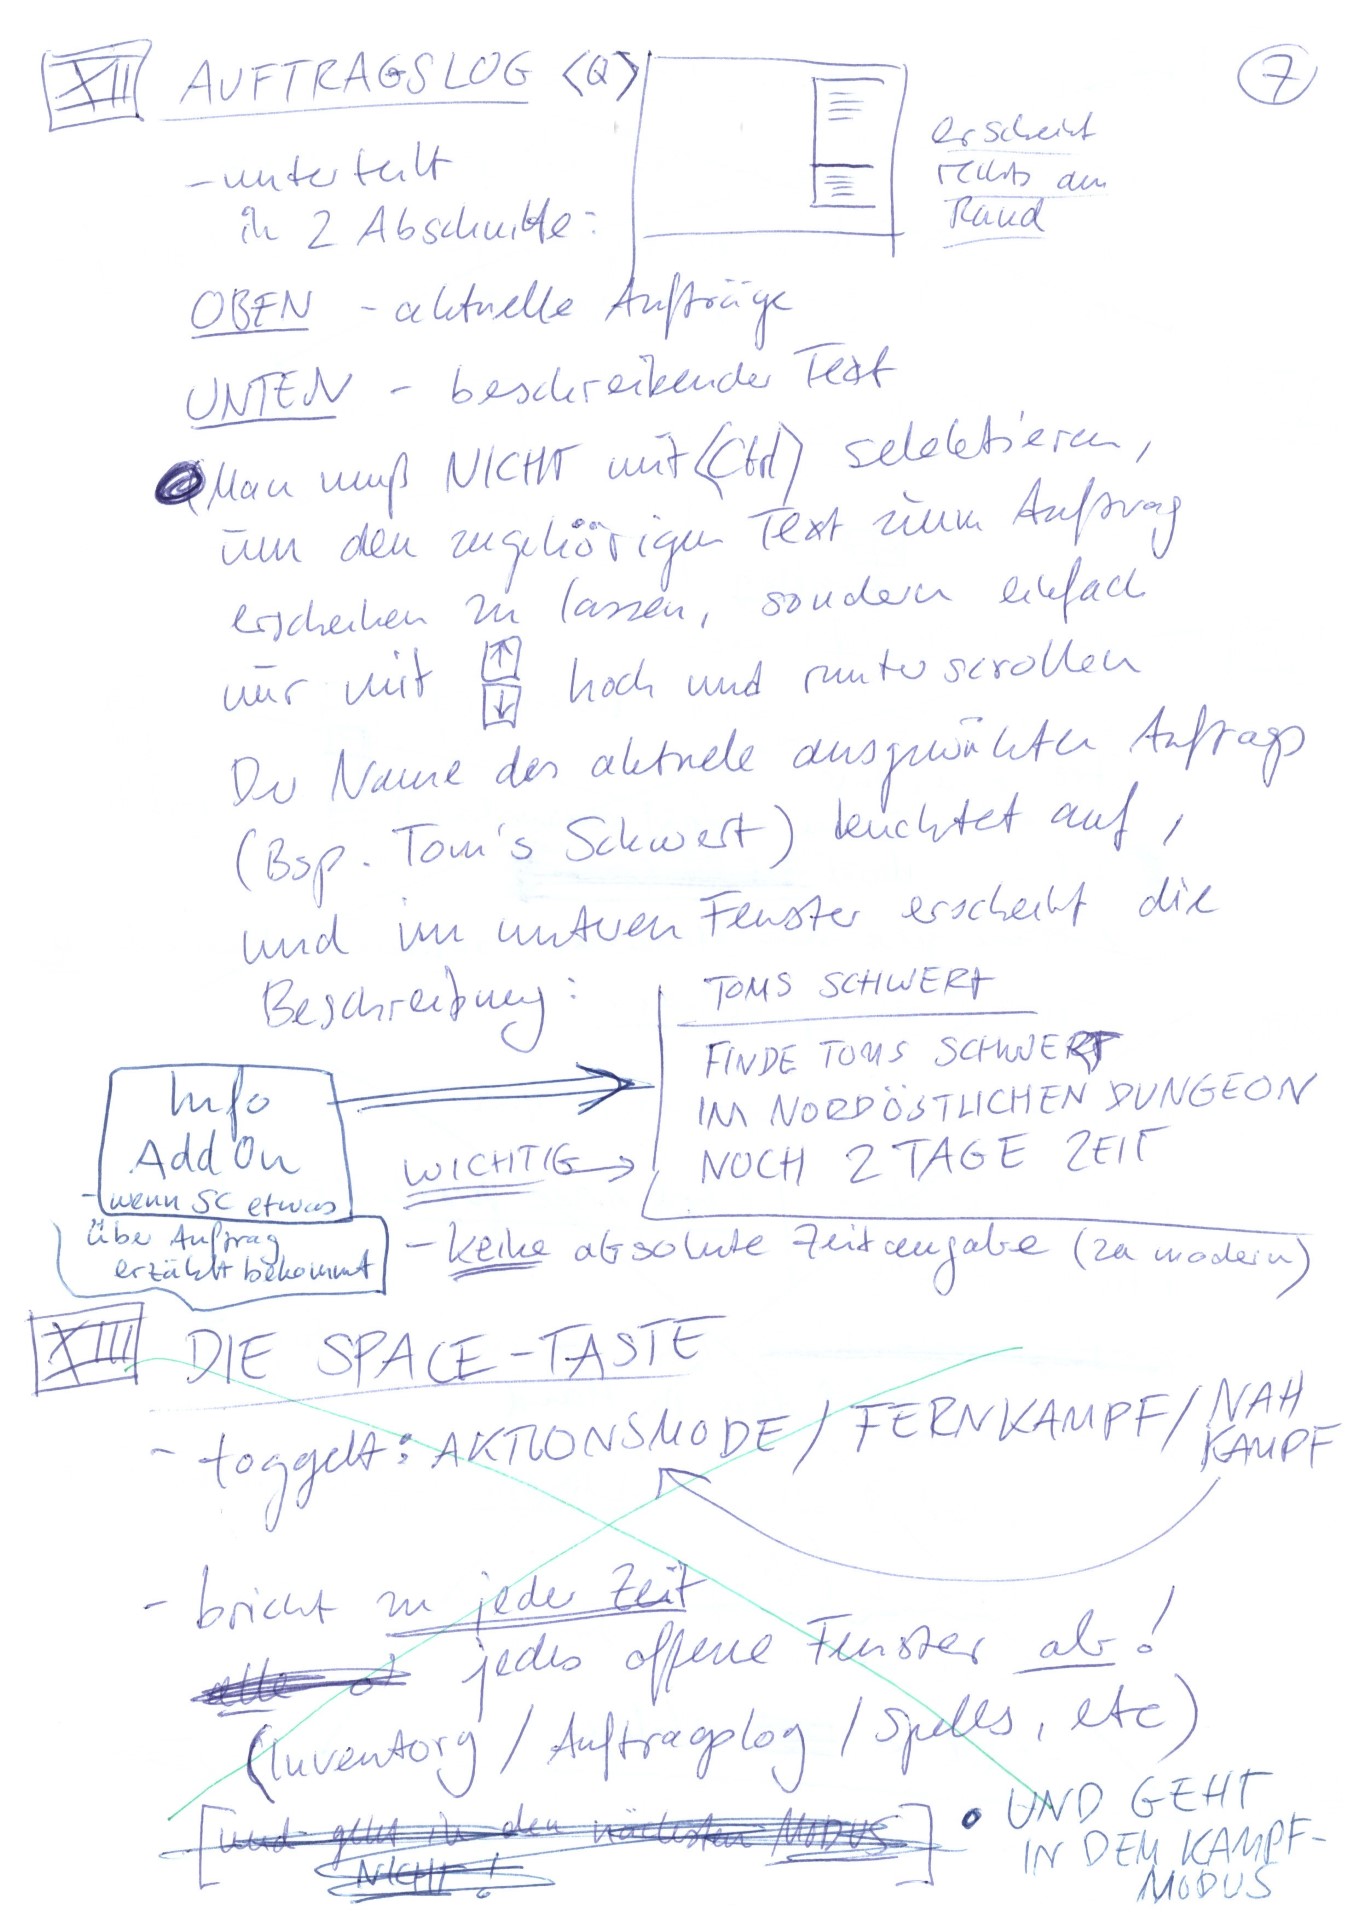 XII AUFTRAGSLOG <Q>
7
erscheint
rechts am
Rand
- unterteilt
in 2 Abschnitte:
OBEN - aktuelle Aufträge
UNTEN - beschreibender Text
Man muß NICHT mit <Ctrl> selektieren,
um den zugehörigen Text zum Auftrag
erscheinen zu lassen, sondern einfach
nur mit ↑ ↓ hoch und runter scrollen
Der Name des aktuele ausgewählten Auftrags
(Bsp. Tom's Schwert) leuchtet auf,
und im unteren Fenster erscheint die
Beschreibung:
TOMS SCHWERT
FINDE TOMS SCHWERT
IM NORDÖSTLICHEN DUNGEON
NOCH 2 TAGE ZEIT
Info
AddOn
- wenn SC etwas
über Auftrag
erzählt bekommt
WICHTIG →
- keine absolute Zeitangabe (zu modern)
XIII DIE SPACE-TASTE
- toggelt: AKTIONSMODE / FERNKAMPF / NAH
KAMPF
- bricht zu jeder Zeit
alle jedes offene Fenster ab!
(Inventory / Auftragslog / Spells, etc)
[und geht in den nächsten MODUS
NICHT!]
• UND GEHT
IN DEN KAMPF-
MODUS